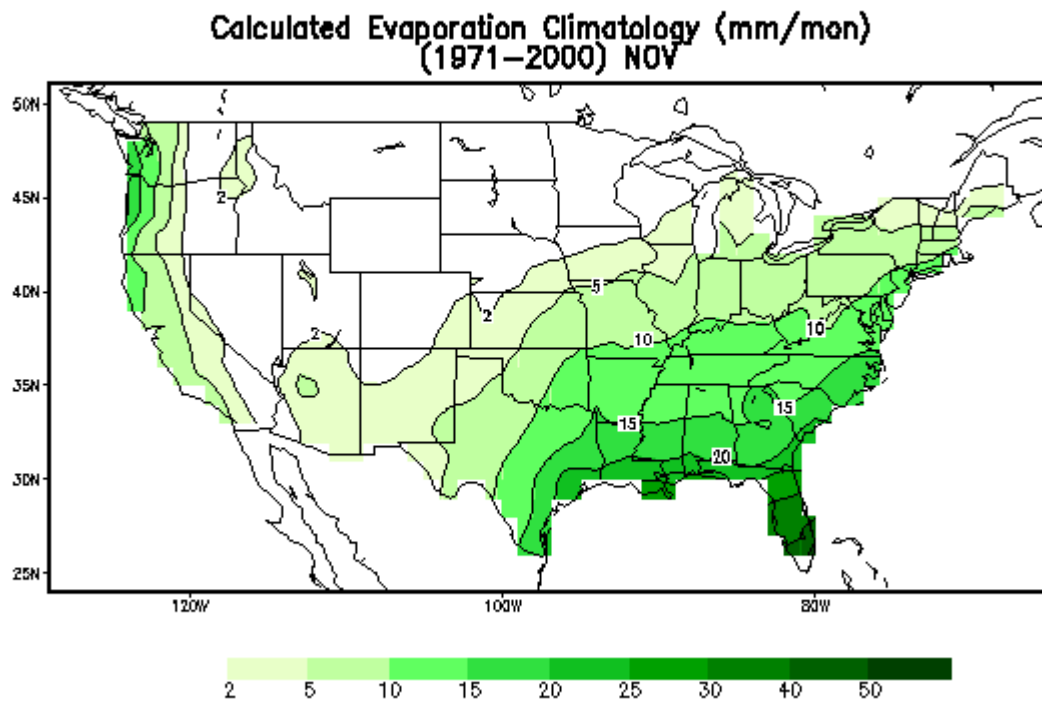 Calculated Evaporation Climatology (mm/mon)
(1971-2000) NOV
50N
45N
2
40N
5
2
2
10
10
35N
15
15
20
30N
25N
120W 100W 80W
2 5 10 15 20 25 30 40 50